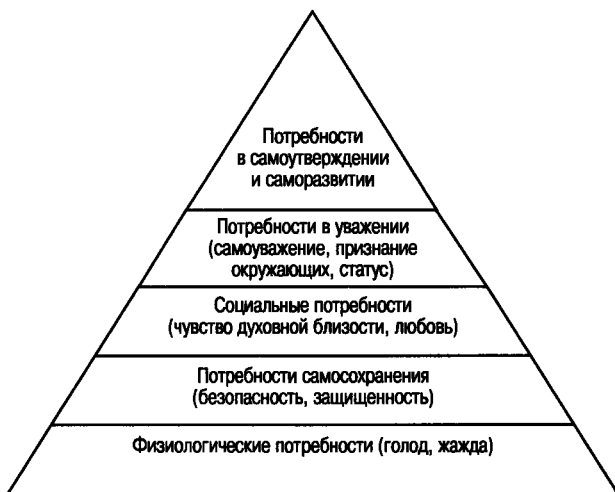 Потребности
в самоутверждении
и саморазвитии
Потребности в уважении
(самоуважение, признание
окружающих, статус)
Социальные потребности
(чувство духовной близости, любовь)
Потребности самосохранения
(безопасность, защищенность)
Физиологические потребности (голод, жажда)